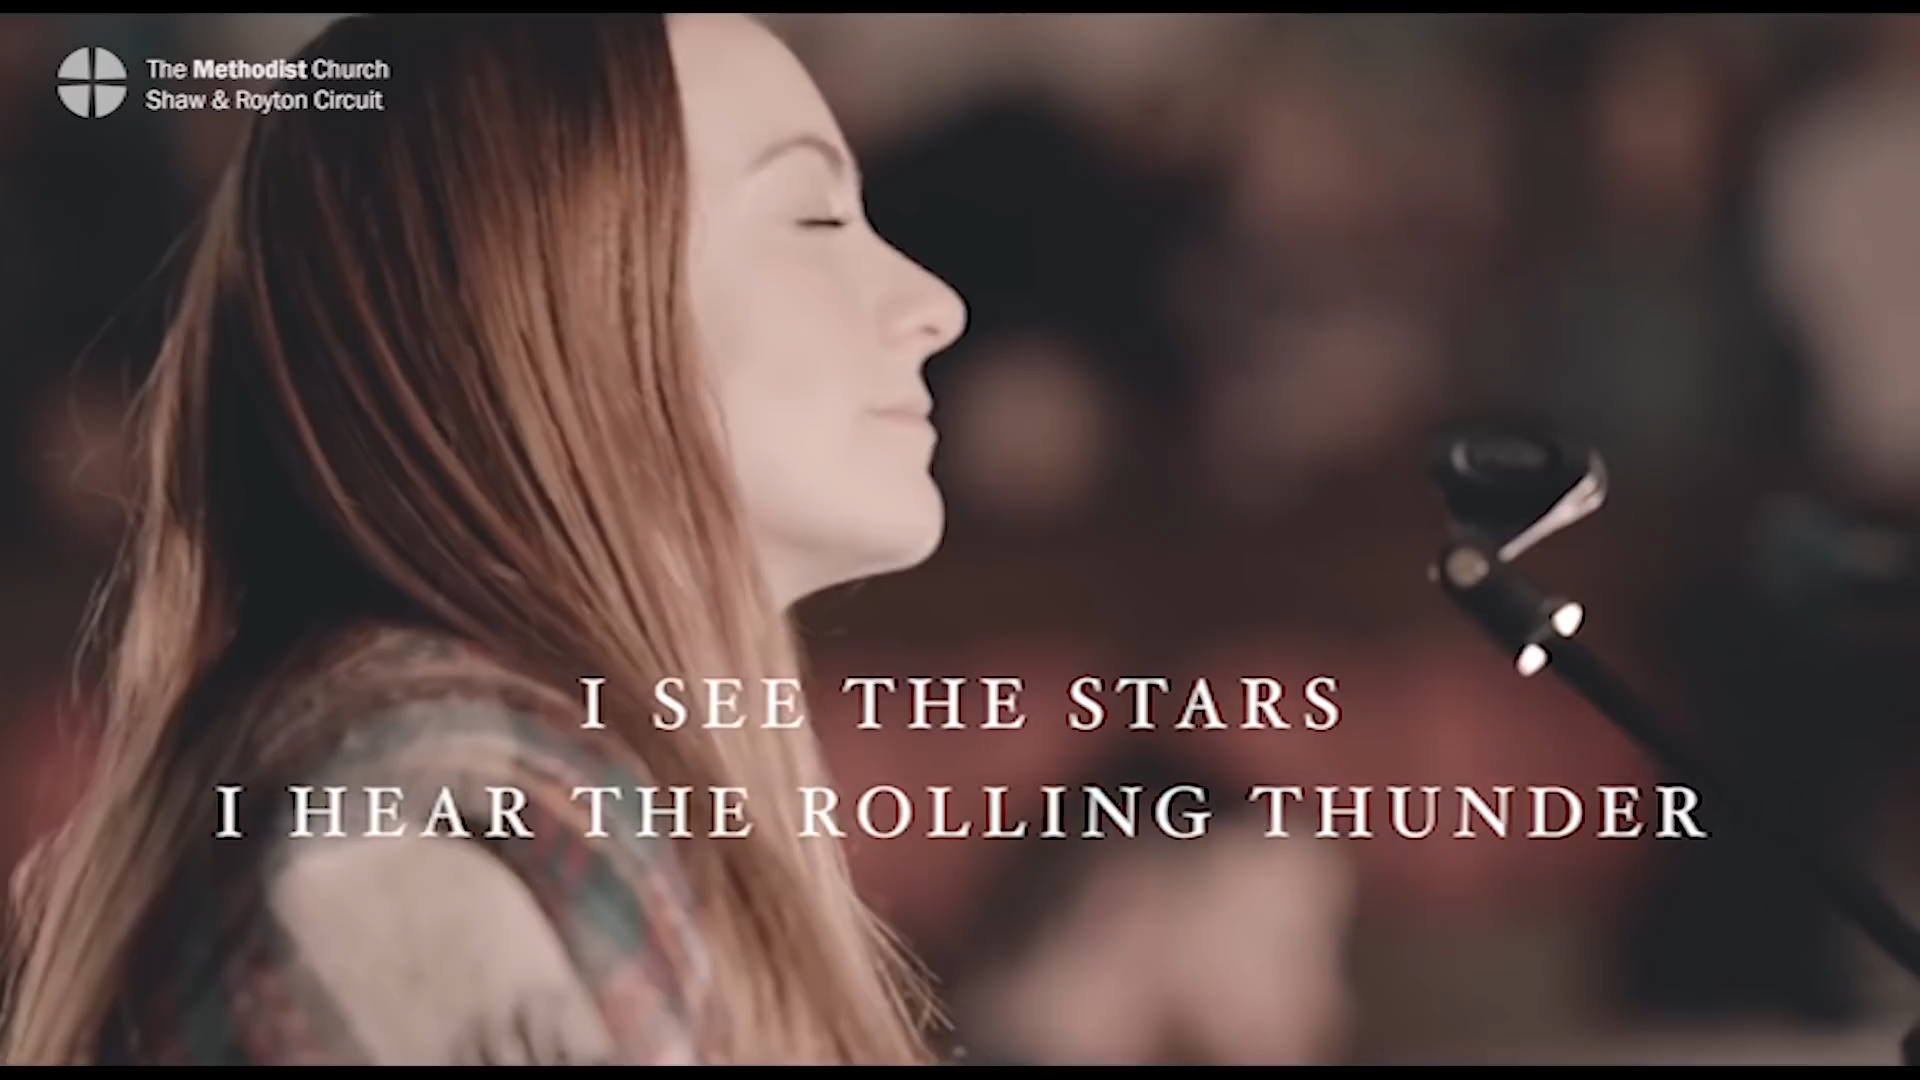 The Methodist Church
Shaw & Royton Circuit
I SEE THE STARS
I HEAR THE ROLLING THUNDER